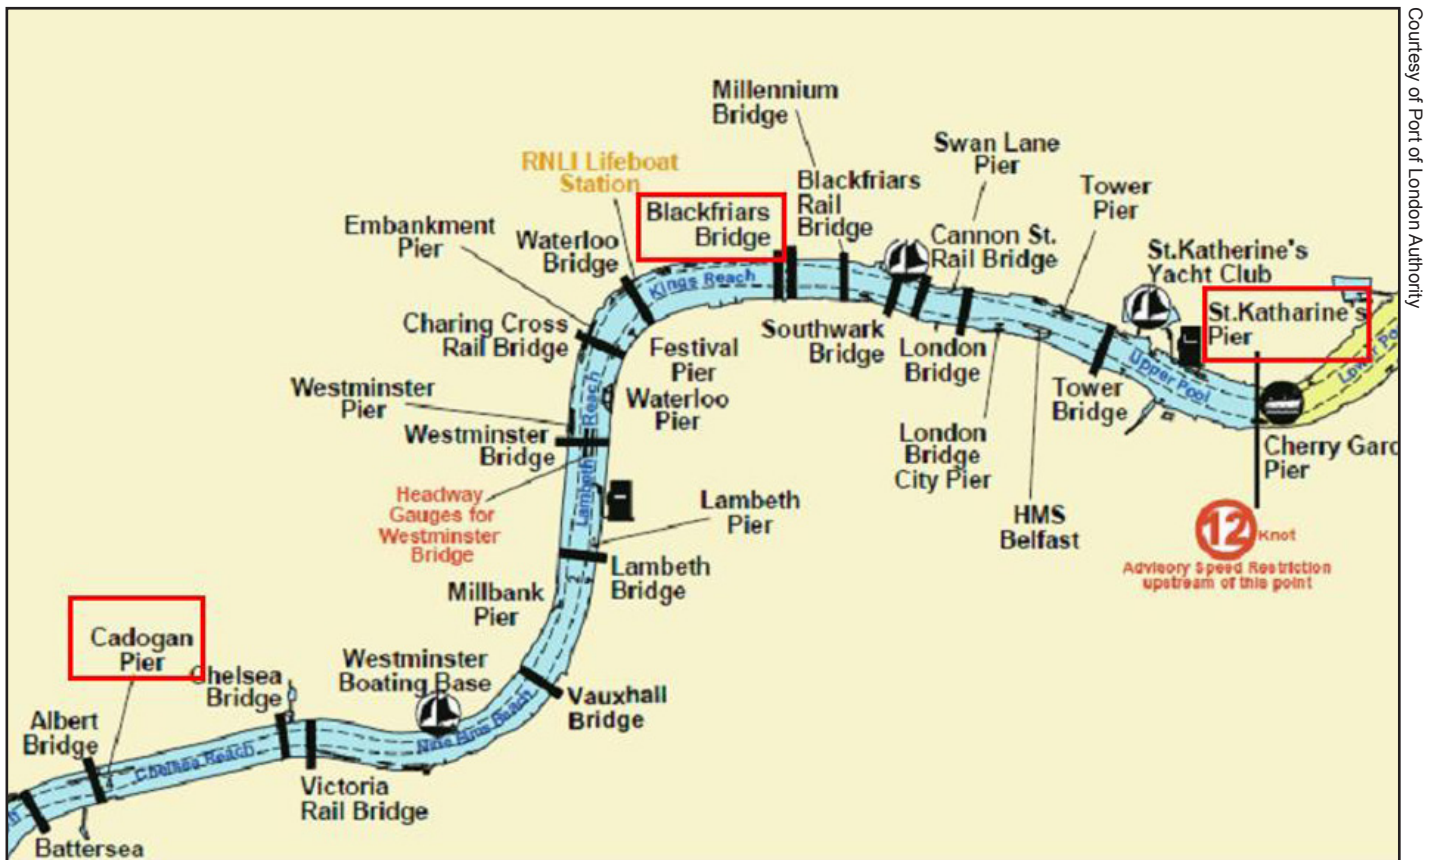 Courtesy of Port of London Authority
Millennium
Bridge
Swan Lane
Pier
RNLI Lifeboat
Station
Blackfriars
Rail
Bridge
Tower
Pier
Blackfriars
Bridge
Embankment
Pier
Waterloo
Bridge
Cannon St.
Rail Bridge
St.Katherine's
Yacht Club
Kings Reach
St.Katharine's
Pier
Charing Cross
Rail Bridge
Southwark
Bridge
London
Bridge
Festival
Pier
Upper Pool
Lower Po
Westminster
Pier
Reach
Waterloo
Pier
Tower
Bridge
Westminster
Bridge
London
Bridge
City Pier
Cherry Gard
Pier
Headway
Gauges for
Westminster
Bridge
Lambeth
Lambeth
Pier
HMS
Belfast
12
Knot
Advisory Speed Restriction
upstream of this point
Lambeth
Bridge
Millbank
Pier
Cadogan
Pier
Chelsea
Bridge
Westminster
Boating Base
Vauxhall
Bridge
Albert
Bridge
Chelsea Reach
Nine Elms Reach
Victoria
Rail Bridge
Battersea